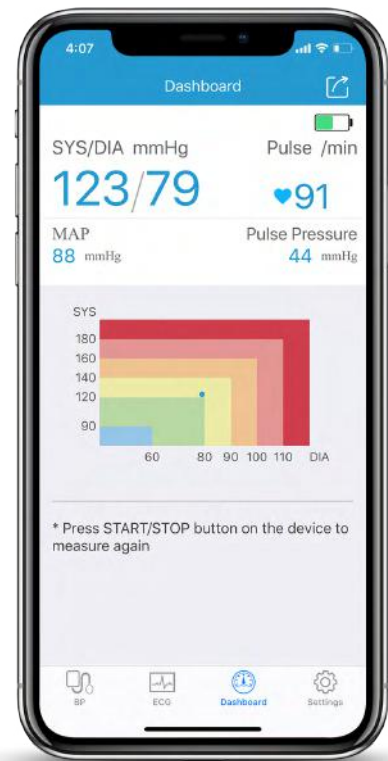 4:07
Dashboard
SYS/DIA mmHg Pulse /min
123/79 91
MAP Pulse Pressure
88 mmHg 44 mmHg
SYS
180
160
140
120
90
60 80 90 100 110 DIA
* Press START/STOP button on the device to
measure again
BP ECG Dashboard Settings